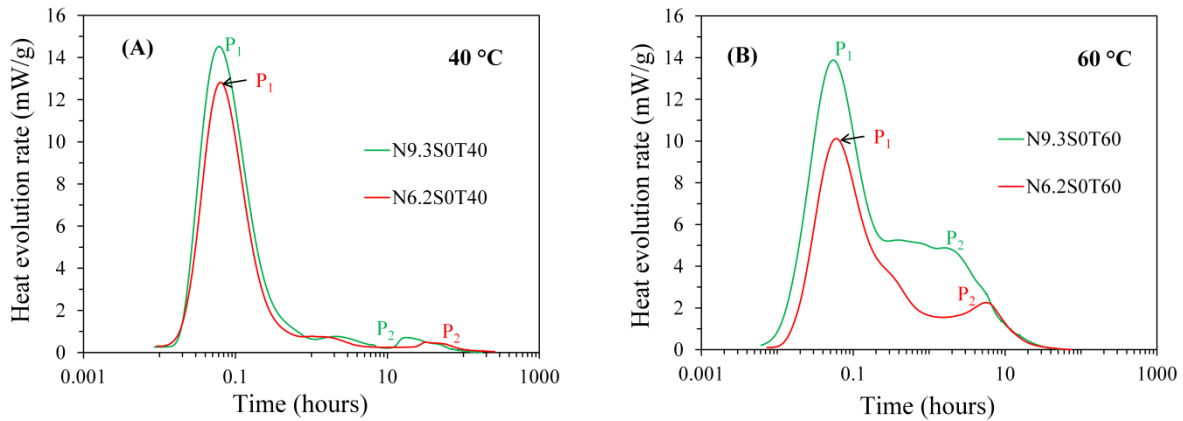 (A)
40 °C
Heat evolution rate (mW/g)
16
14
12
10
8
6
4
2
0
P₁
P₁
N9.3S0T40
N6.2S0T40
P₂
P₂
0.001
0.1
10
1000
Time (hours)
(B)
60 °C
Heat evolution rate (mW/g)
16
14
12
10
8
6
4
2
0
P₁
P₁
N9.3S0T60
N6.2S0T60
P₂
P₂
0.001
0.1
10
1000
Time (hours)